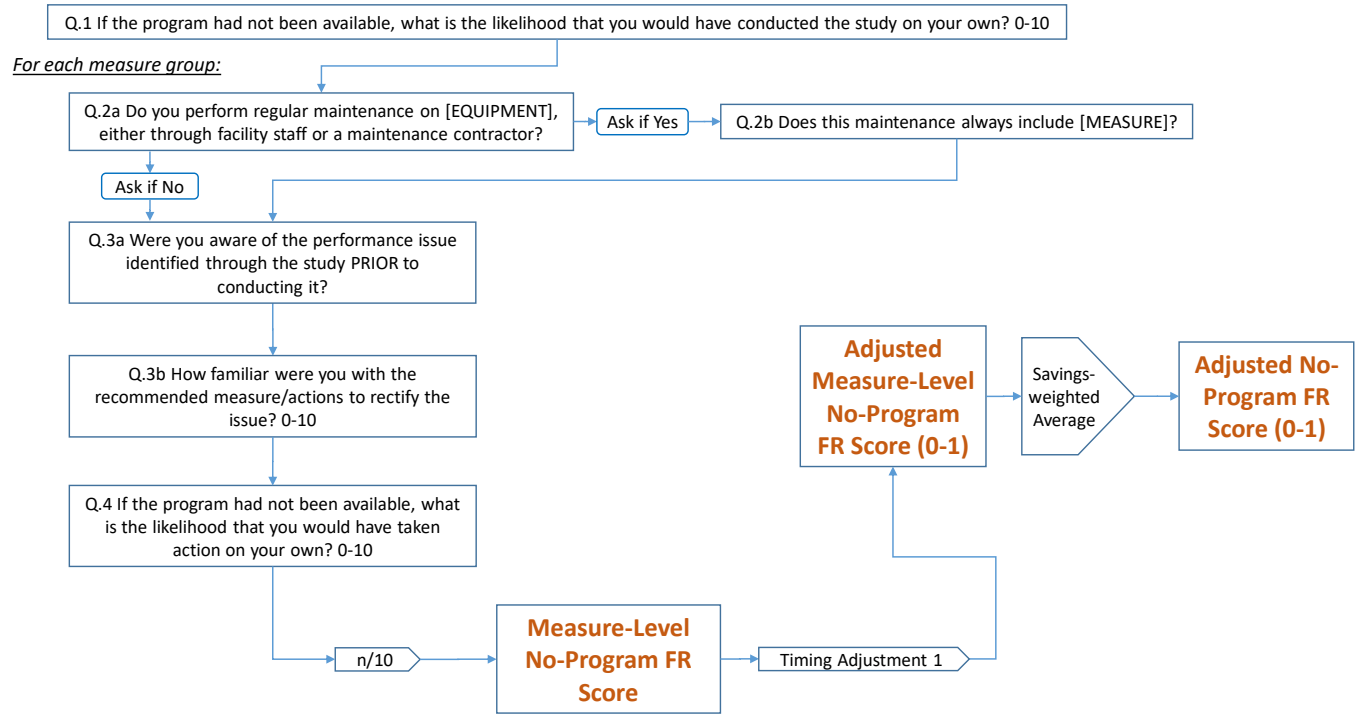 Q.1 If the program had not been available, what is the likelihood that you would have conducted the study on your own? 0-10
For each measure group:
Q.2a Do you perform regular maintenance on [EQUIPMENT],
either through facility staff or a maintenance contractor?
Ask if Yes
Q.2b Does this maintenance always include [MEASURE]?
Ask if No
Q.3a Were you aware of the performance issue
identified through the study PRIOR to
conducting it?
Q.3b How familiar were you with the
recommended measure/actions to rectify the
issue? 0-10
Q.4 If the program had not been available, what
is the likelihood that you would have taken
action on your own? 0-10
n/10
Measure-Level
No-Program FR
Score
Timing Adjustment 1
Adjusted
Measure-Level
No-Program
FR Score (0-1)
Savings-
weighted
Average
Adjusted No-
Program FR
Score (0-1)